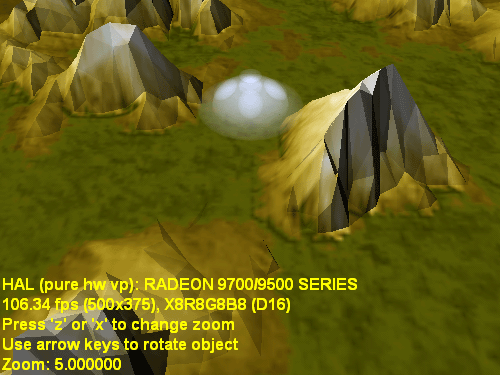 HAL (pure hw vp): RADEON 9700/9500 SERIES
106.34 fps (500x375), X8R8G8B8 (D16)
Press 'z' or 'x' to change zoom
Use arrow keys to rotate object
Zoom: 5.000000